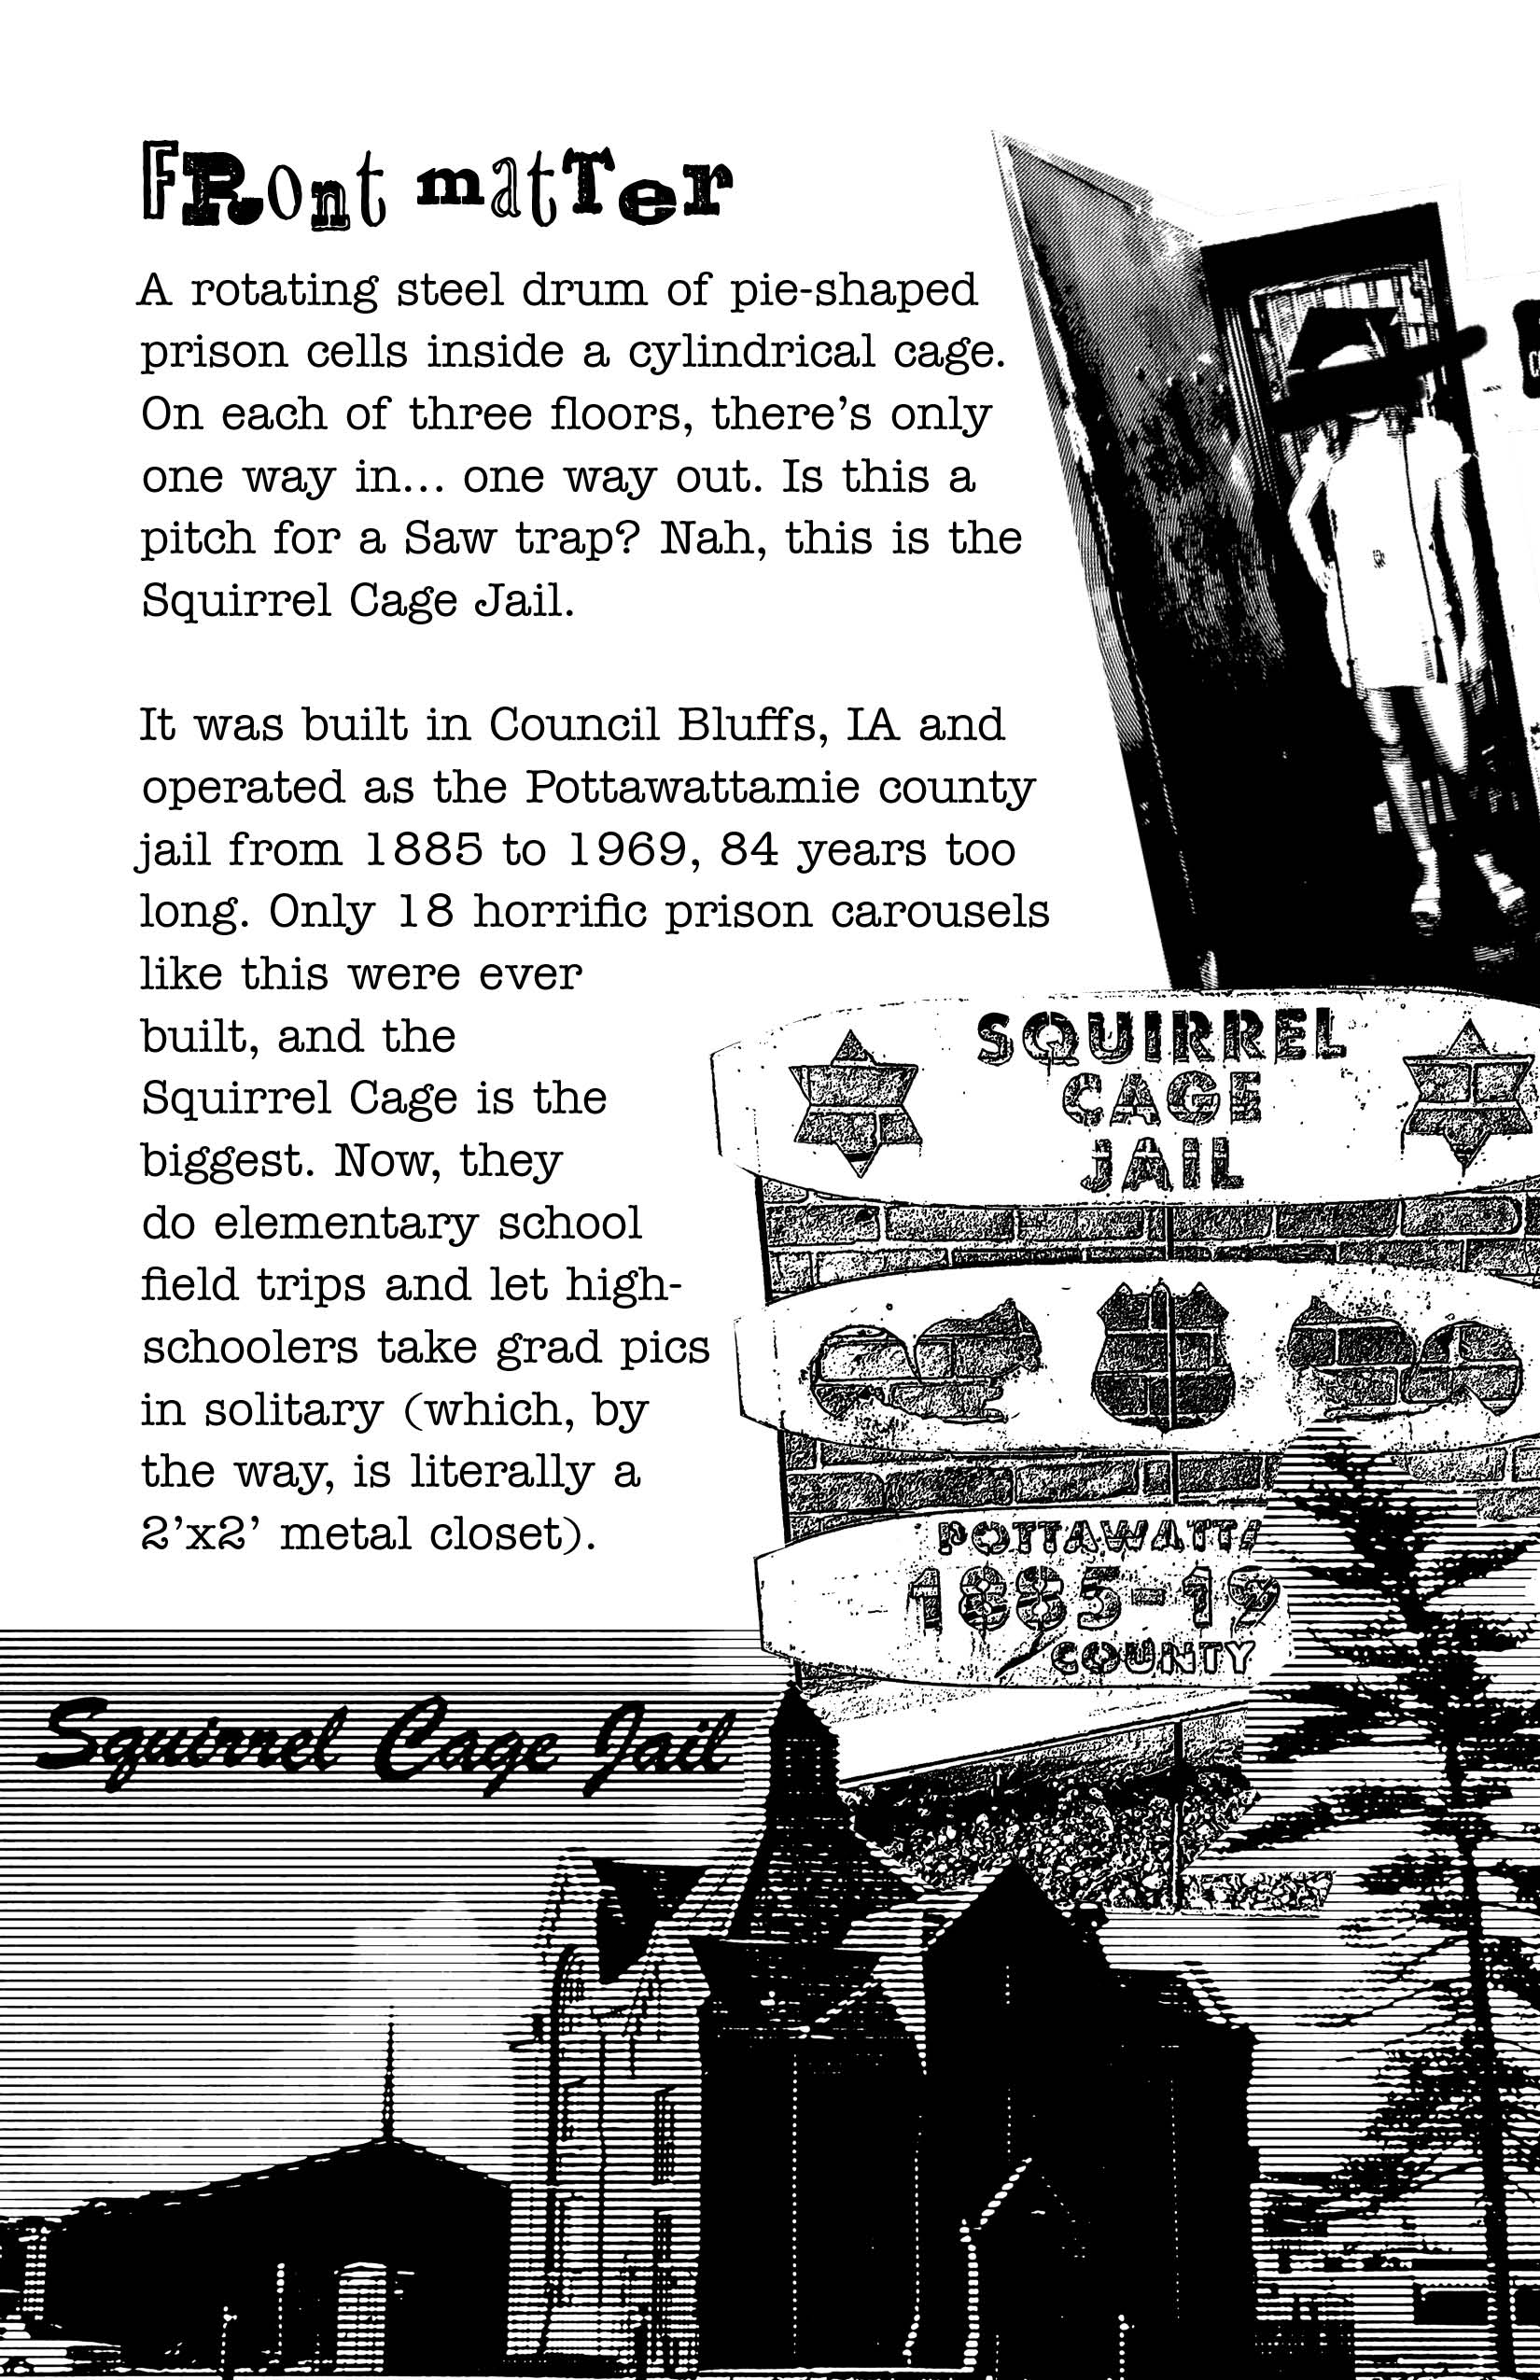 FRont matTer
A rotating steel drum of pie-shaped
prison cells inside a cylindrical cage.
On each of three floors, there’s only
one way in... one way out. Is this a
pitch for a Saw trap? Nah, this is the
Squirrel Cage Jail.
It was built in Council Bluffs, IA and
operated as the Pottawattamie county
jail from 1885 to 1969, 84 years too
long. Only 18 horrific prison carousels
like this were ever
built, and the
Squirrel Cage is the
biggest. Now, they
do elementary school
field trips and let high-
schoolers take grad pics
in solitary (which, by
the way, is literally a
2’x2’ metal closet).
SQUIRREL
CAGE
JAIL
POTTAWATTA
1885-19
COUNTY
Squirrel Cage Jail